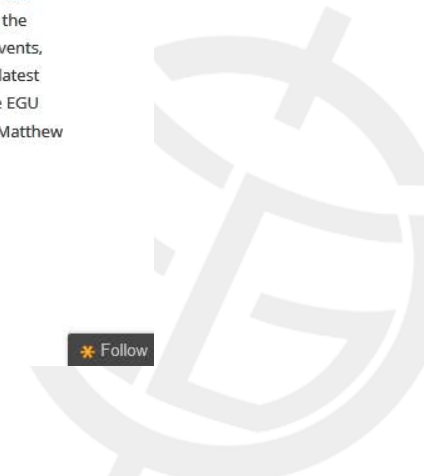 the
vents,
latest
EGU
Matthew
Follow